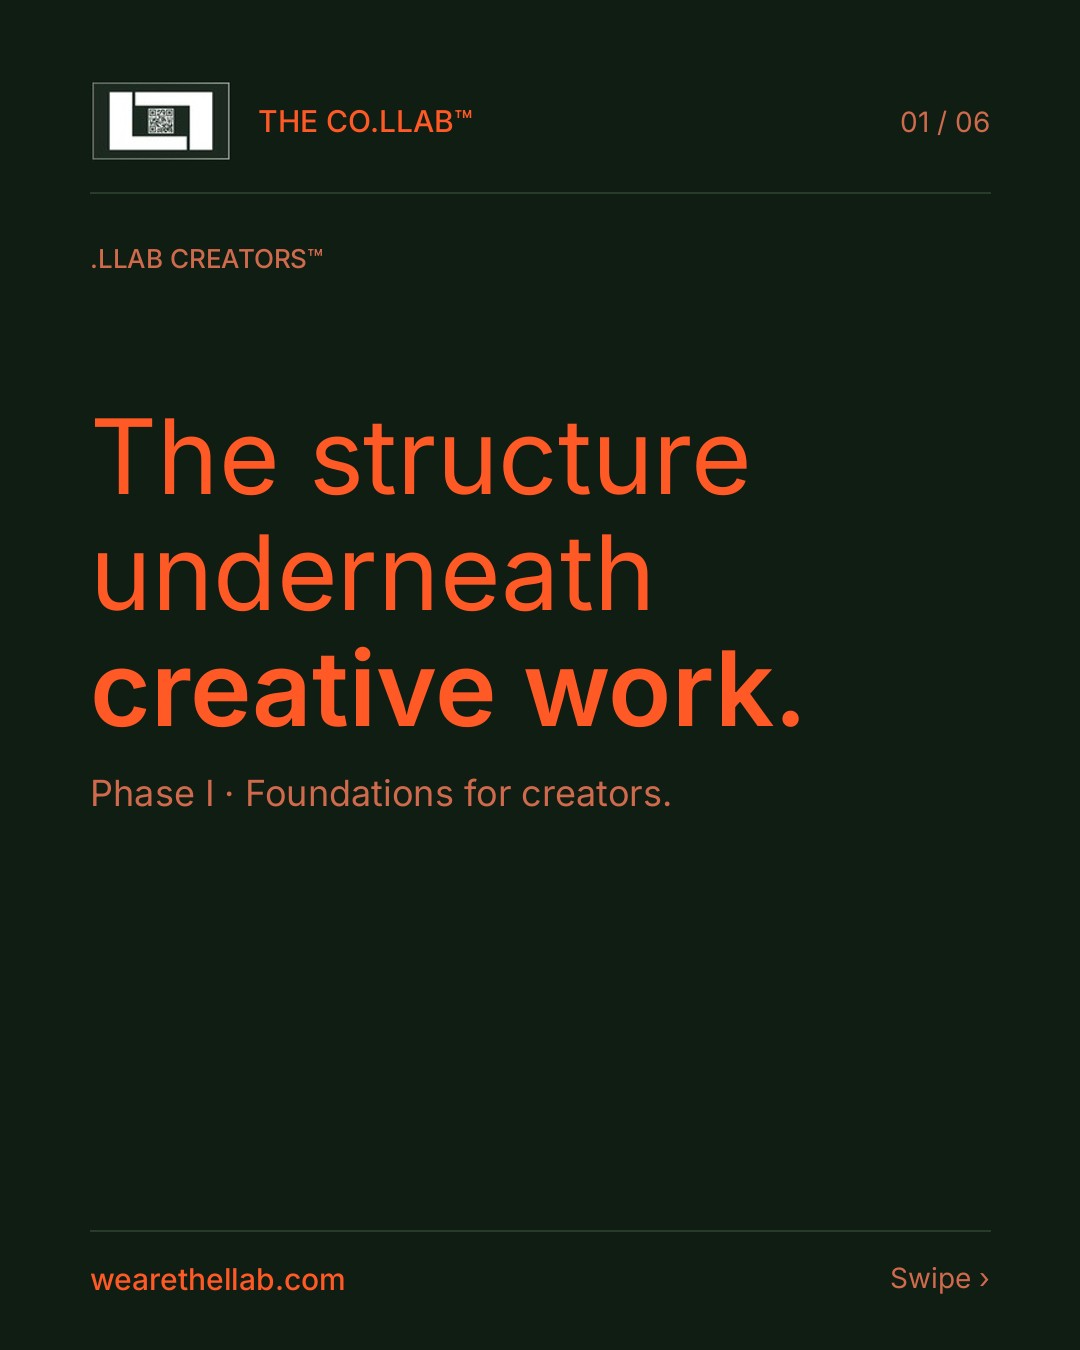 THE CO.LLAB™
01 / 06
.LLAB CREATORS™
The structure
underneath
creative work.
Phase I · Foundations for creators.
wearethellab.com
Swipe ›